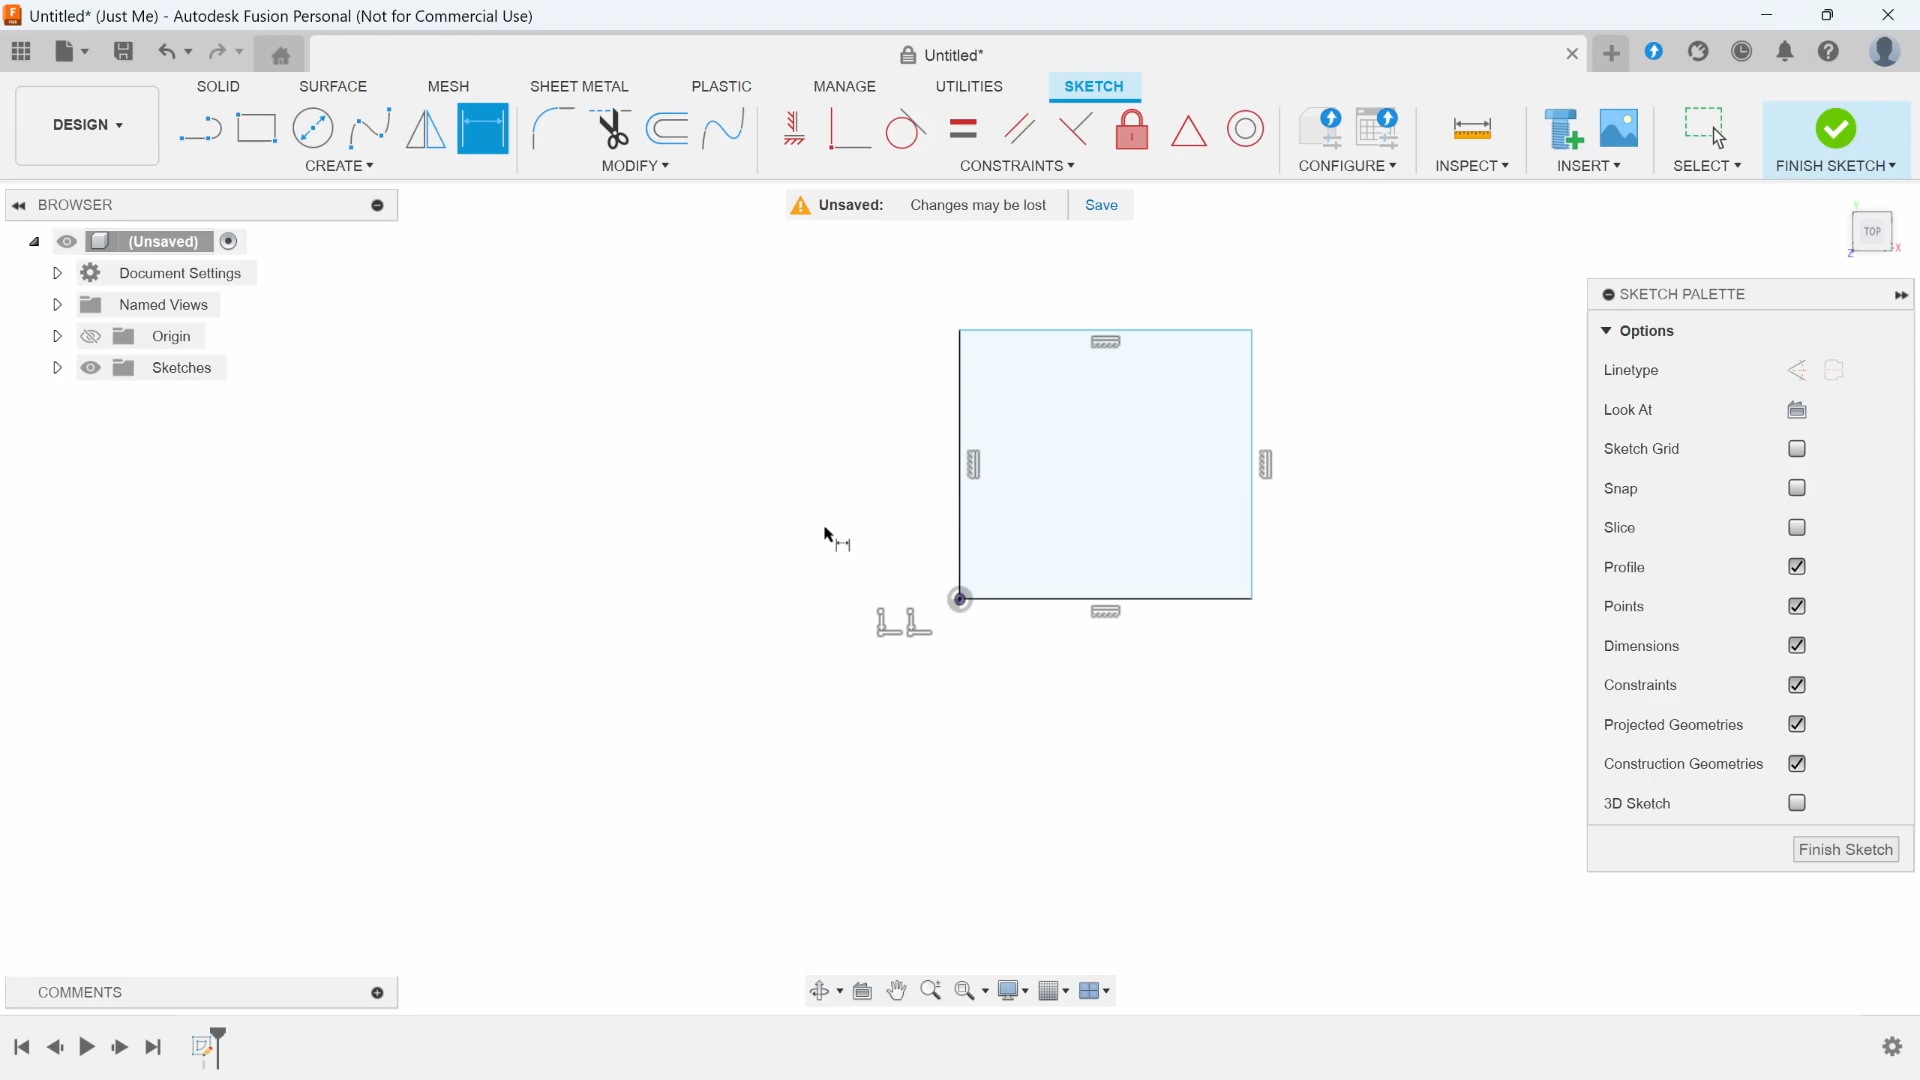 Untitled* (Just Me) - Autodesk Fusion Personal (Not for Commercial Use)
Untitled*
SOLID SURFACE MESH SHEET METAL PLASTIC MANAGE UTILITIES SKETCH
DESIGN
CREATE MODIFY CONSTRAINTS CONFIGURE INSPECT INSERT SELECT FINISH SKETCH
BROWSER
Unsaved: Changes may be lost Save
(Unsaved)
Document Settings
Named Views
Origin
Sketches
TOP
X
Y
Z
SKETCH PALETTE
Options
Linetype
Look At
Sketch Grid
Snap
Slice
Profile
Points
Dimensions
Constraints
Projected Geometries
Construction Geometries
3D Sketch
Finish Sketch
COMMENTS